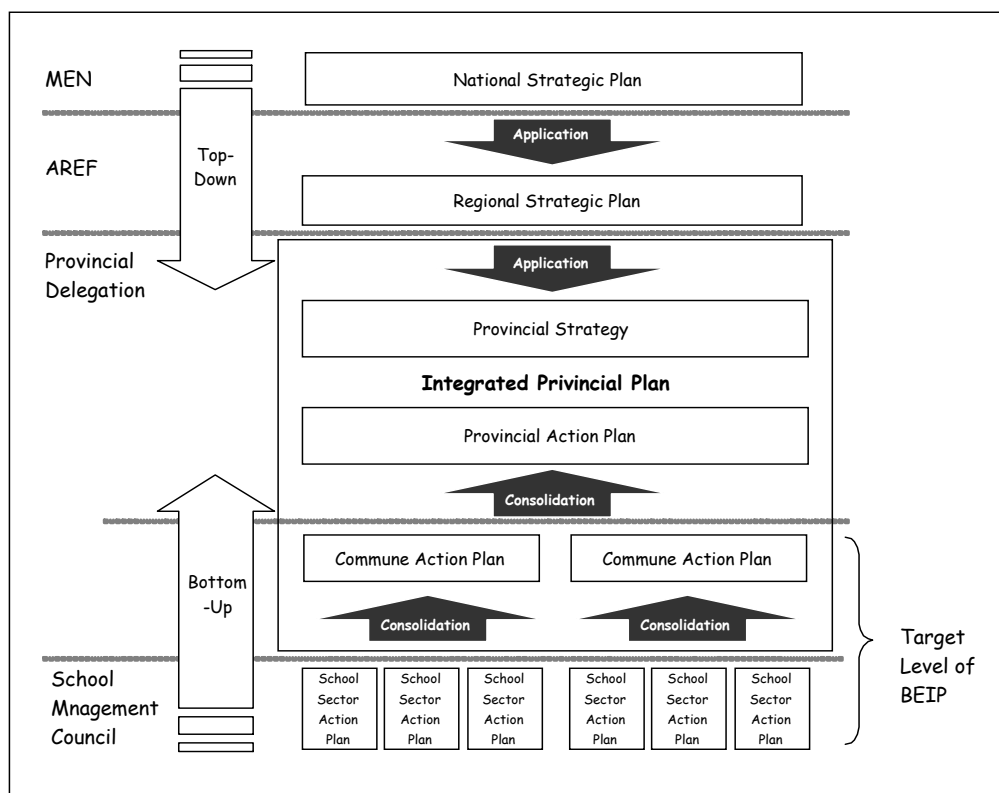 MEN
National Strategic Plan
Application
AREF
Top-
Down
Regional Strategic Plan
Provincial
Delegation
Application
Provincial Strategy
Integrated Privincial Plan
Provincial Action Plan
Consolidation
Commune Action Plan
Commune Action Plan
Bottom
-Up
Consolidation
Consolidation
Target
Level of
BEIP
School
Mnagement
Council
School
Sector
Action
Plan
School
Sector
Action
Plan
School
Sector
Action
Plan
School
Sector
Action
Plan
School
Sector
Action
Plan
School
Sector
Action
Plan